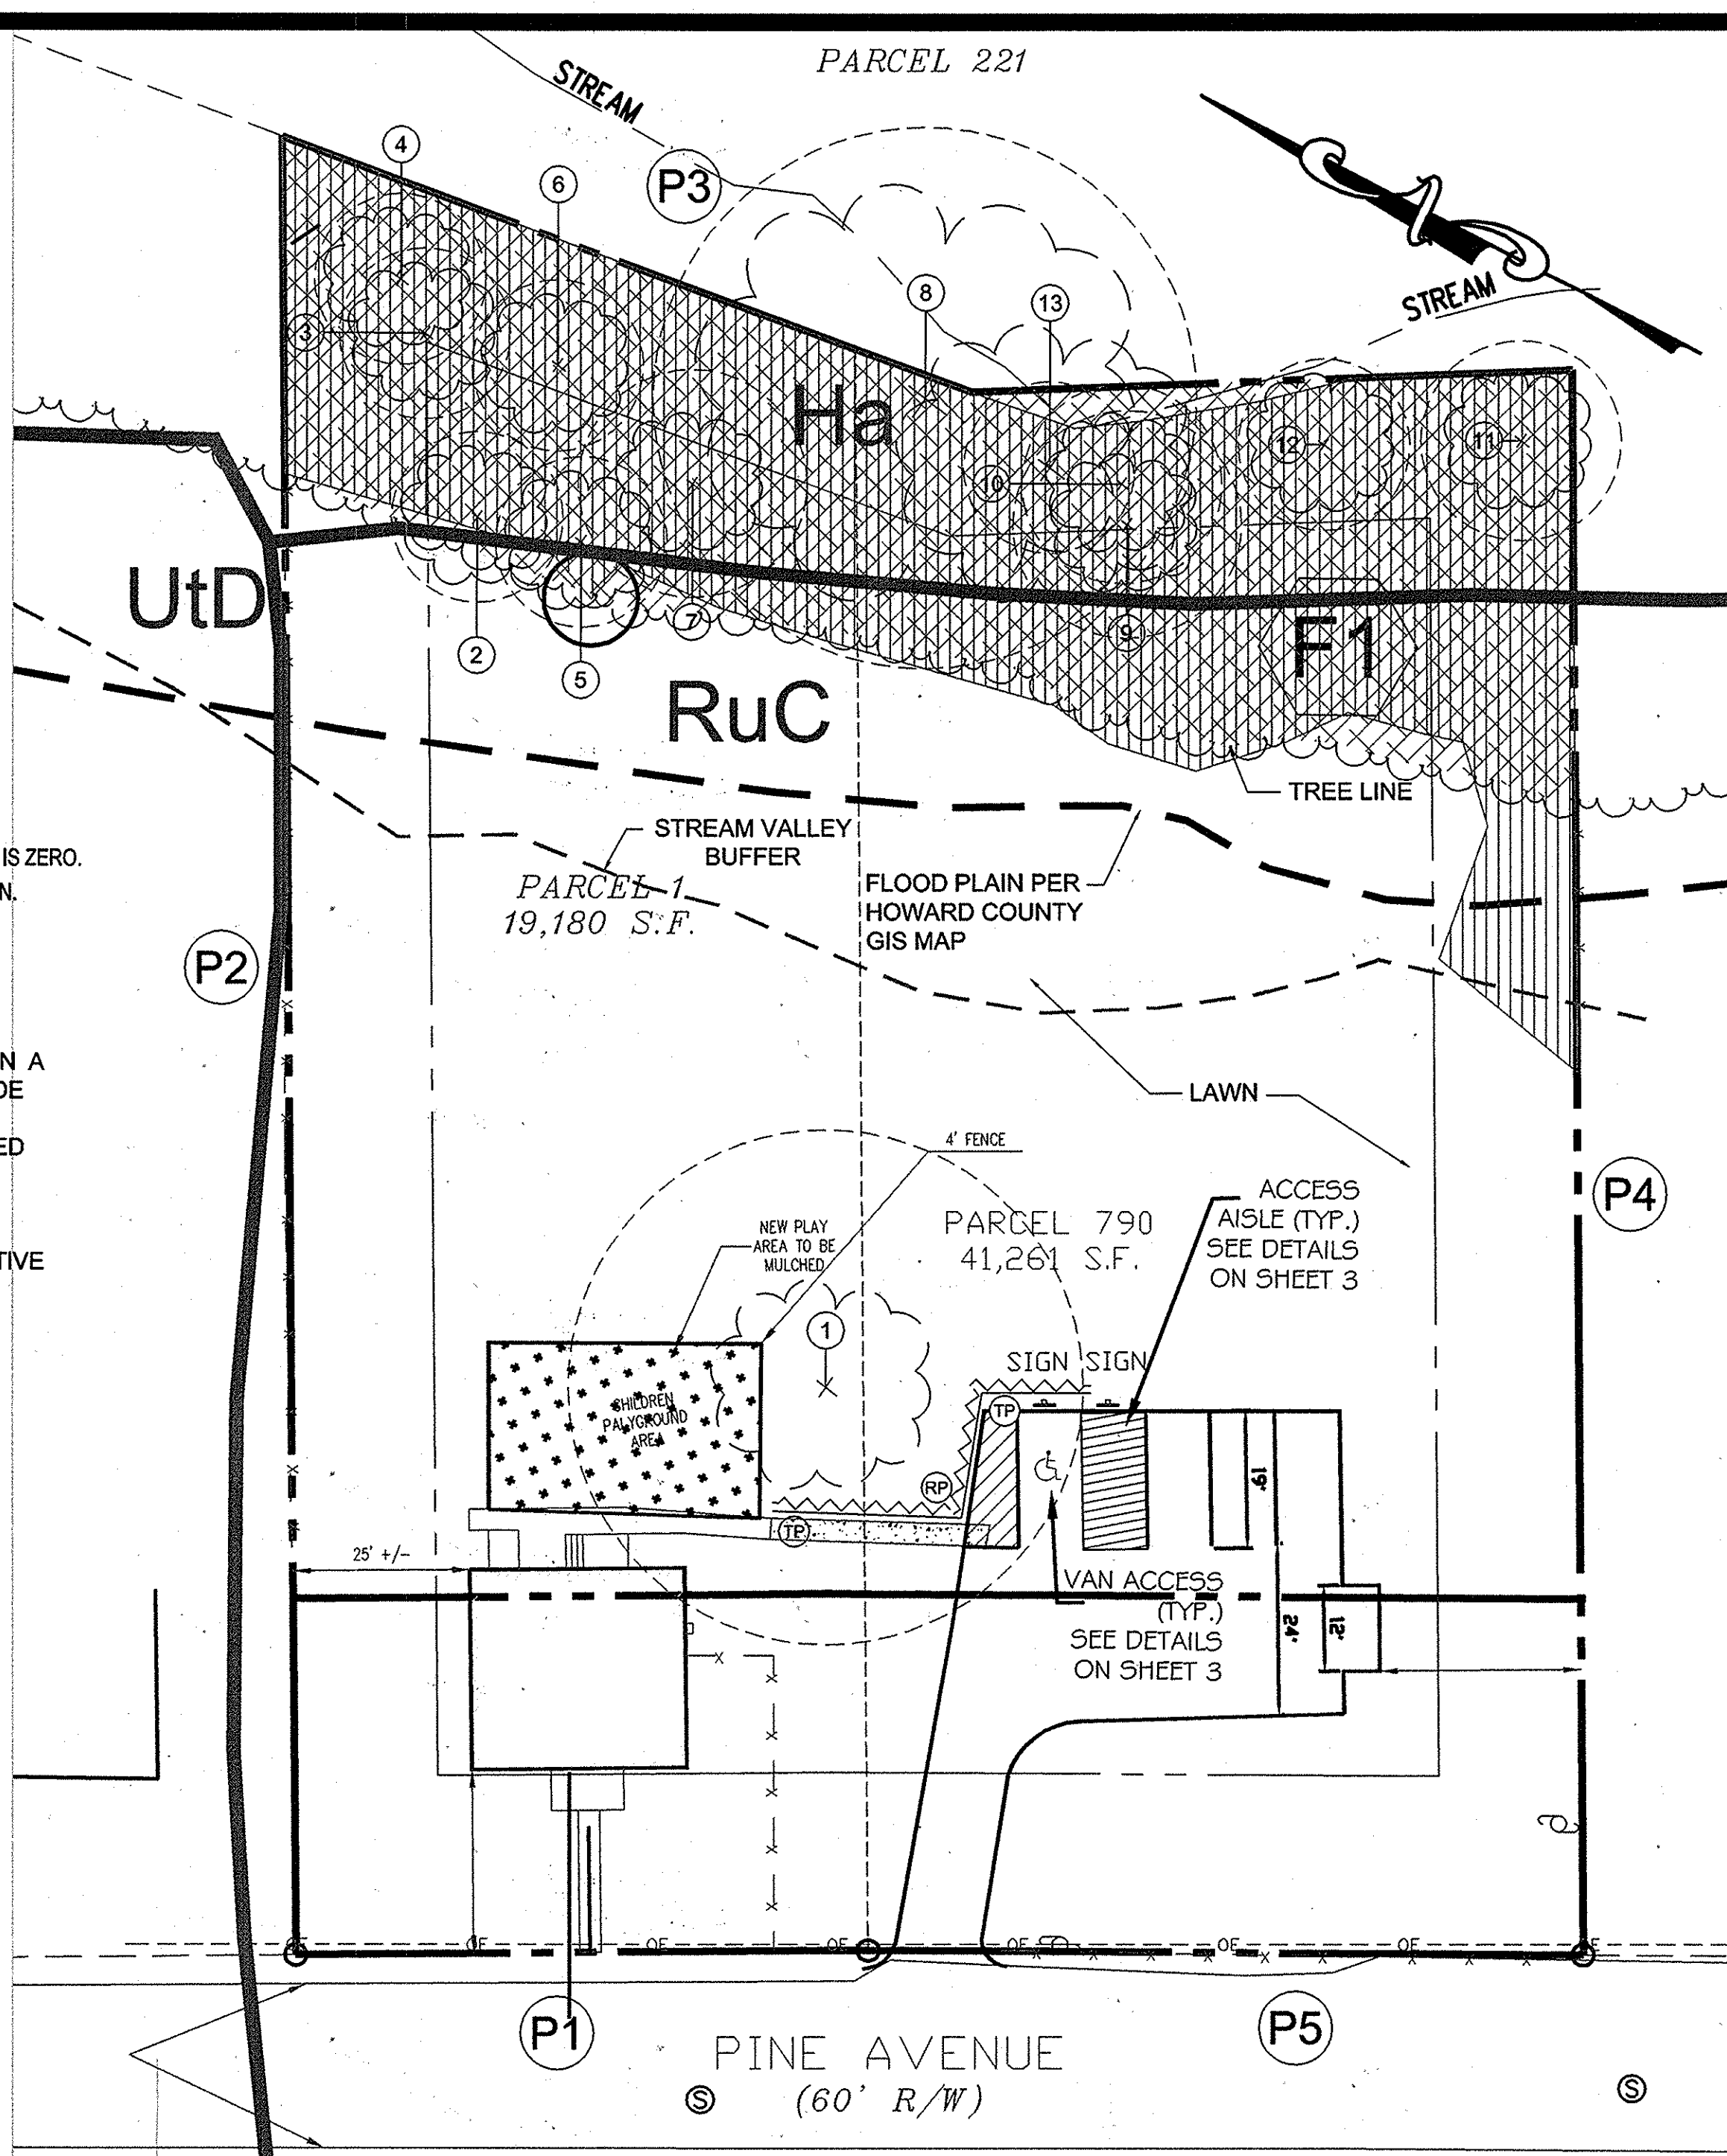 PARCEL 221
STREAM
P3
4
6
8
13
STREAM
3
Ha
12
11
10
UtD
2
5
7
9
F1
RuC
TREE LINE
STREAM VALLEY
BUFFER
IS ZERO.
N.
PARCEL 1
19,180 S.F.
FLOOD PLAIN PER
HOWARD COUNTY
GIS MAP
P2
N A
DE
ED
TIVE
LAWN
4' FENCE
P4
ACCESS
AISLE (TYP.)
SEE DETAILS
ON SHEET 3
PARCEL 790
41,261 S.F.
NEW PLAY
AREA TO BE
MULCHED
1
SIGN SIGN
CHILDREN
PALYGROUND
AREA
TP
RP
TP
19'
25' +/-
VAN ACCESS
(TYP.)
SEE DETAILS
ON SHEET 3
24'
12'
X
X
X
X
X
OE
OE
OE
OE
OE
OE
P1
P5
PINE AVENUE
(60' R/W)
S
S